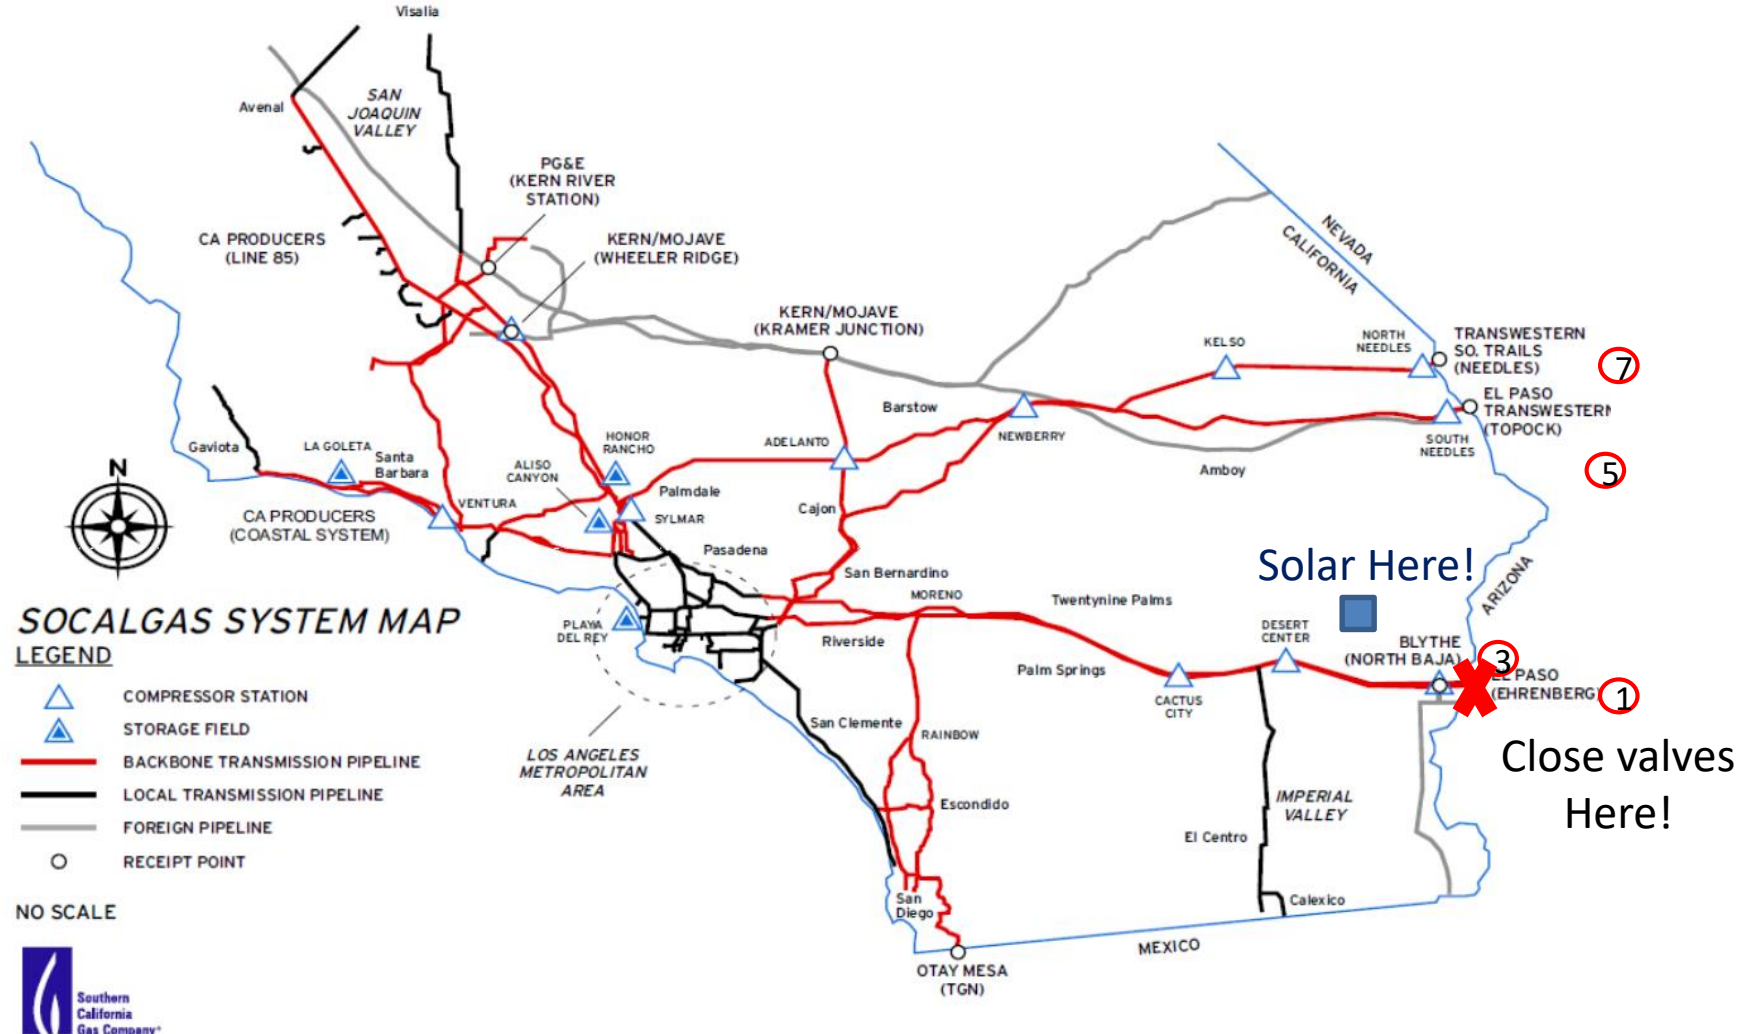 Visalia
Avenal
SAN
JOAQUIN
VALLEY
PG&E
(KERN RIVER
STATION)
CA PRODUCERS
(LINE 85)
KERN/MOJAVE
(WHEELER RIDGE)
NEVADA
CALIFORNIA
KERN/MOJAVE
(KRAMER JUNCTION)
KELSO
NORTH
NEEDLES
TRANSWESTERN
SO. TRAILS
(NEEDLES)
7
EL PASO
TRANSWESTERN
(TOPOCK)
SOUTH
NEEDLES
5
Barstow
NEWBERRY
Amboy
ADELANTO
Cajon
HONOR
RANCHO
ALISO
CANYON
Palmdale
SYLMAR
Pasadena
Gaviota
LA GOLETA
Santa
Barbara
VENTURA
CA PRODUCERS
(COASTAL SYSTEM)
N
Solar Here!
ARIZONA
San Bernardino
MORENO
Twentynine Palms
Riverside
PLAYA
DEL REY
DESERT
CENTER
BLYTHE
(NORTH BAJA)
3
EL PASO
(EHRENBERG)
1
Palm Springs
CACTUS
CITY
Close valves
Here!
SOCALGAS SYSTEM MAP
LEGEND
COMPRESSOR STATION
STORAGE FIELD
BACKBONE TRANSMISSION PIPELINE
LOCAL TRANSMISSION PIPELINE
FOREIGN PIPELINE
RECEIPT POINT
NO SCALE
LOS ANGELES
METROPOLITAN
AREA
San Clemente
RAINBOW
Escondido
IMPERIAL
VALLEY
El Centro
Calexico
San
Diego
MEXICO
OTAY MESA
(TGN)
Southern
California
Gas Company